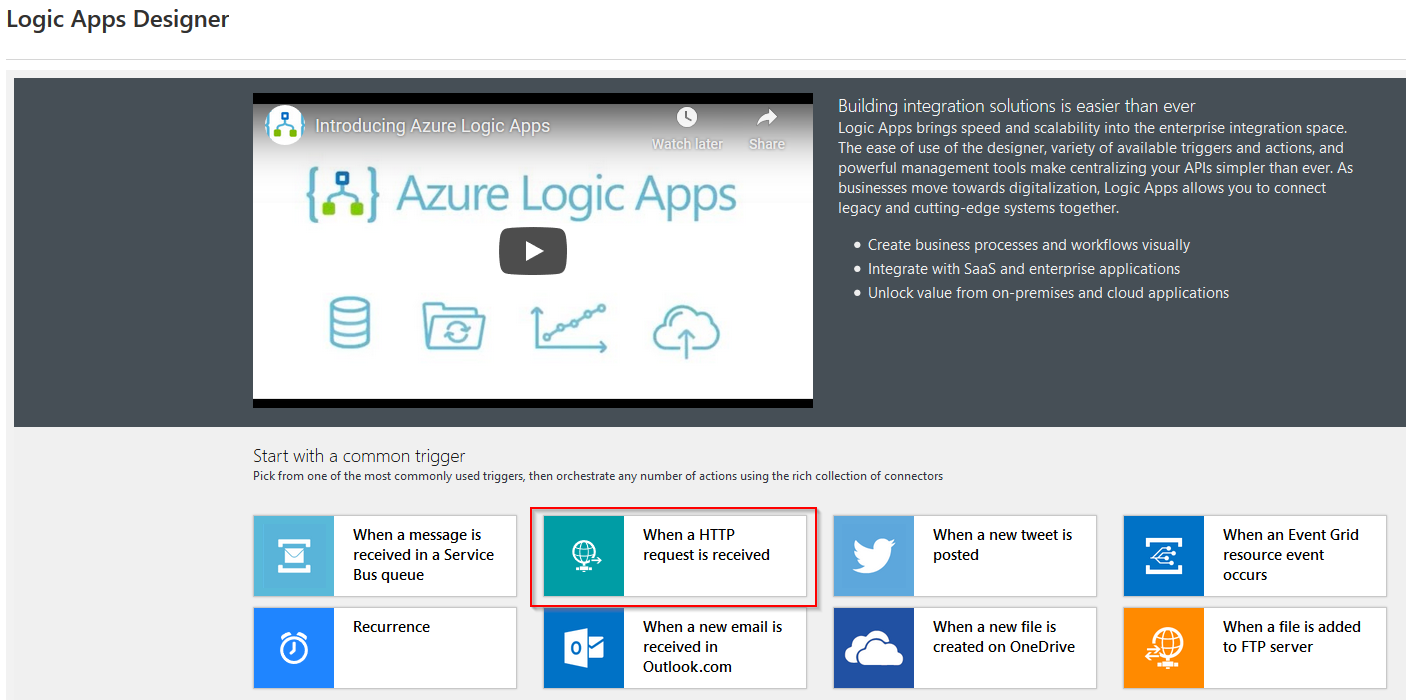 Logic Apps Designer
Introducing Azure Logic Apps
Watch later
Share
Azure Logic Apps
Building integration solutions is easier than ever
Logic Apps brings speed and scalability into the enterprise integration space.
The ease of use of the designer, variety of available triggers and actions, and
powerful management tools make centralizing your APIs simpler than ever. As
businesses move towards digitalization, Logic Apps allows you to connect
legacy and cutting-edge systems together.
Create business processes and workflows visually
Integrate with SaaS and enterprise applications
Unlock value from on-premises and cloud applications
Start with a common trigger
Pick from one of the most commonly used triggers, then orchestrate any number of actions using the rich collection of connectors
When a message is
received in a Service
Bus queue
When a HTTP
request is received
When a new tweet is
posted
When an Event Grid
resource event
occurs
Recurrence
When a new email is
received in
Outlook.com
When a new file is
created on OneDrive
When a file is added
to FTP server